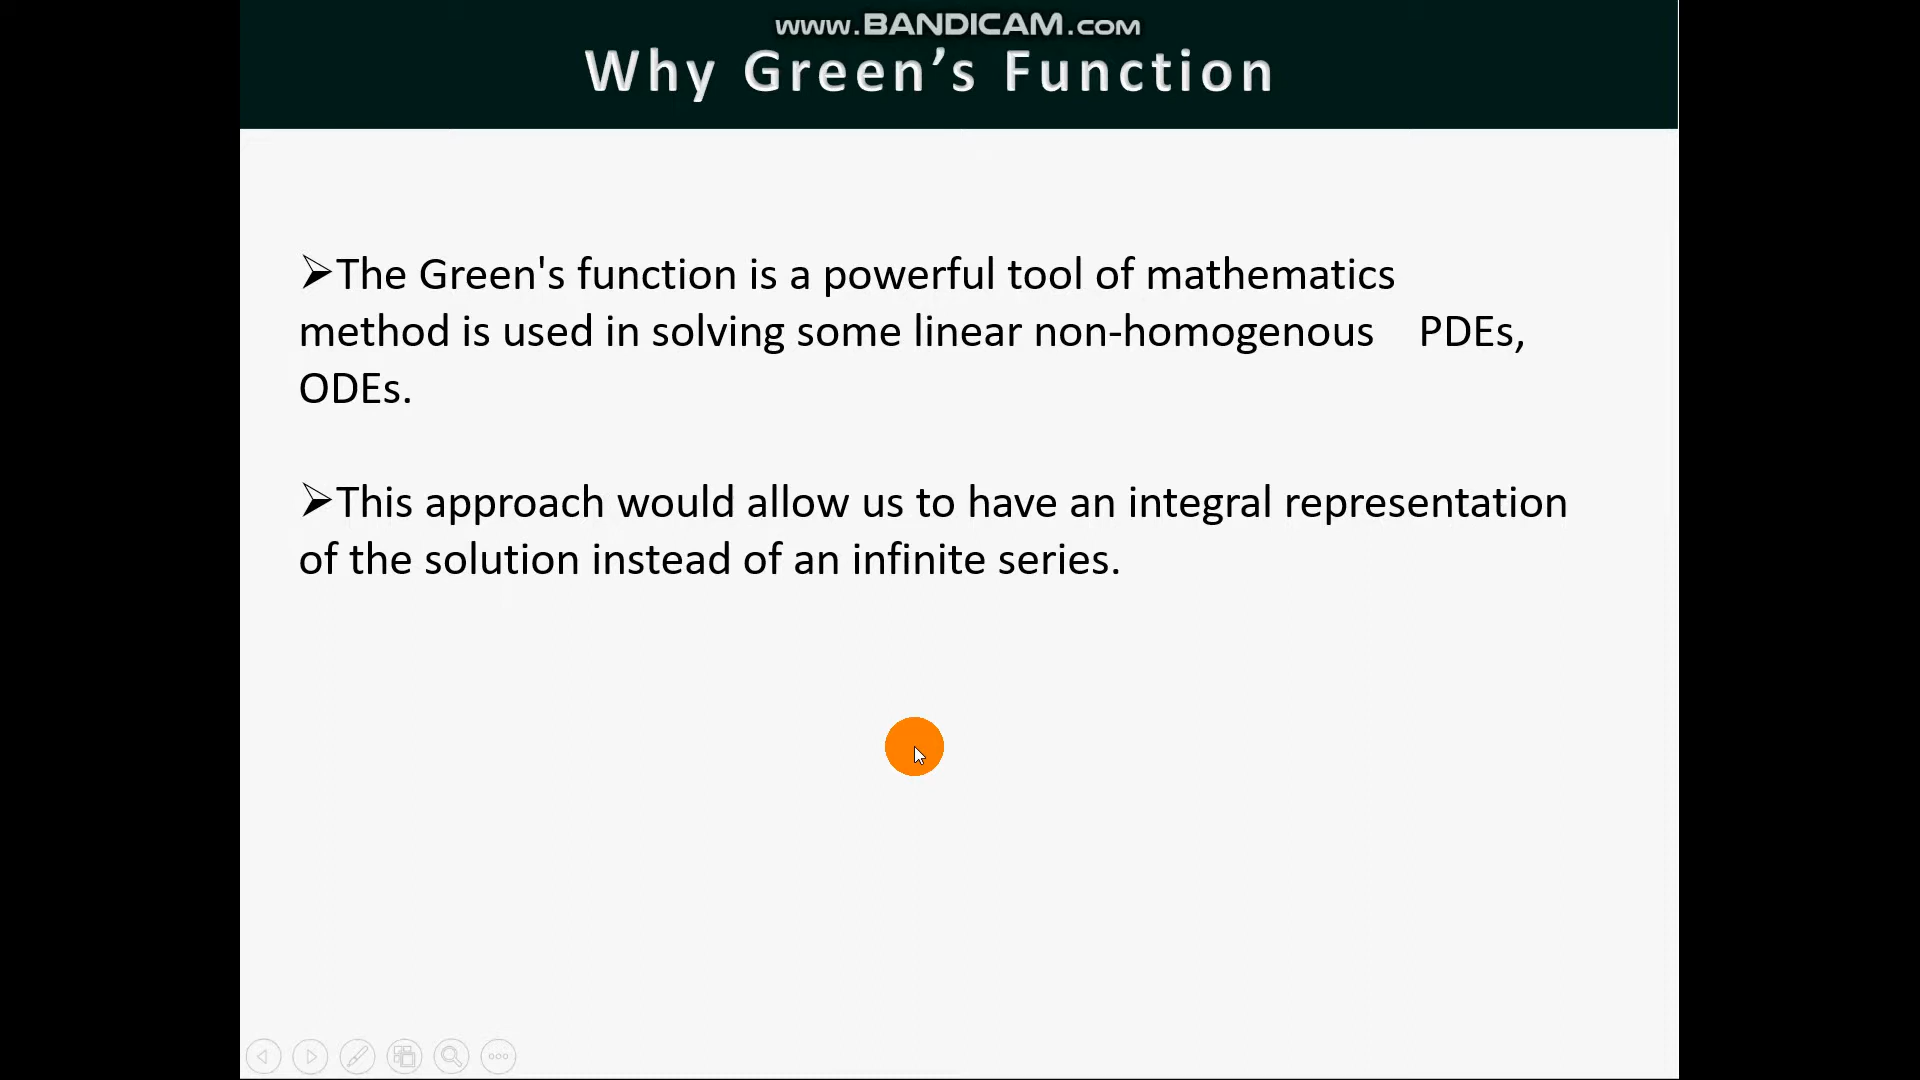 www.BANDICAM.com
Why Green’s Function
➢The Green's function is a powerful tool of mathematics
method is used in solving some linear non-homogenous PDEs,
ODEs.
➢This approach would allow us to have an integral representation
of the solution instead of an infinite series.